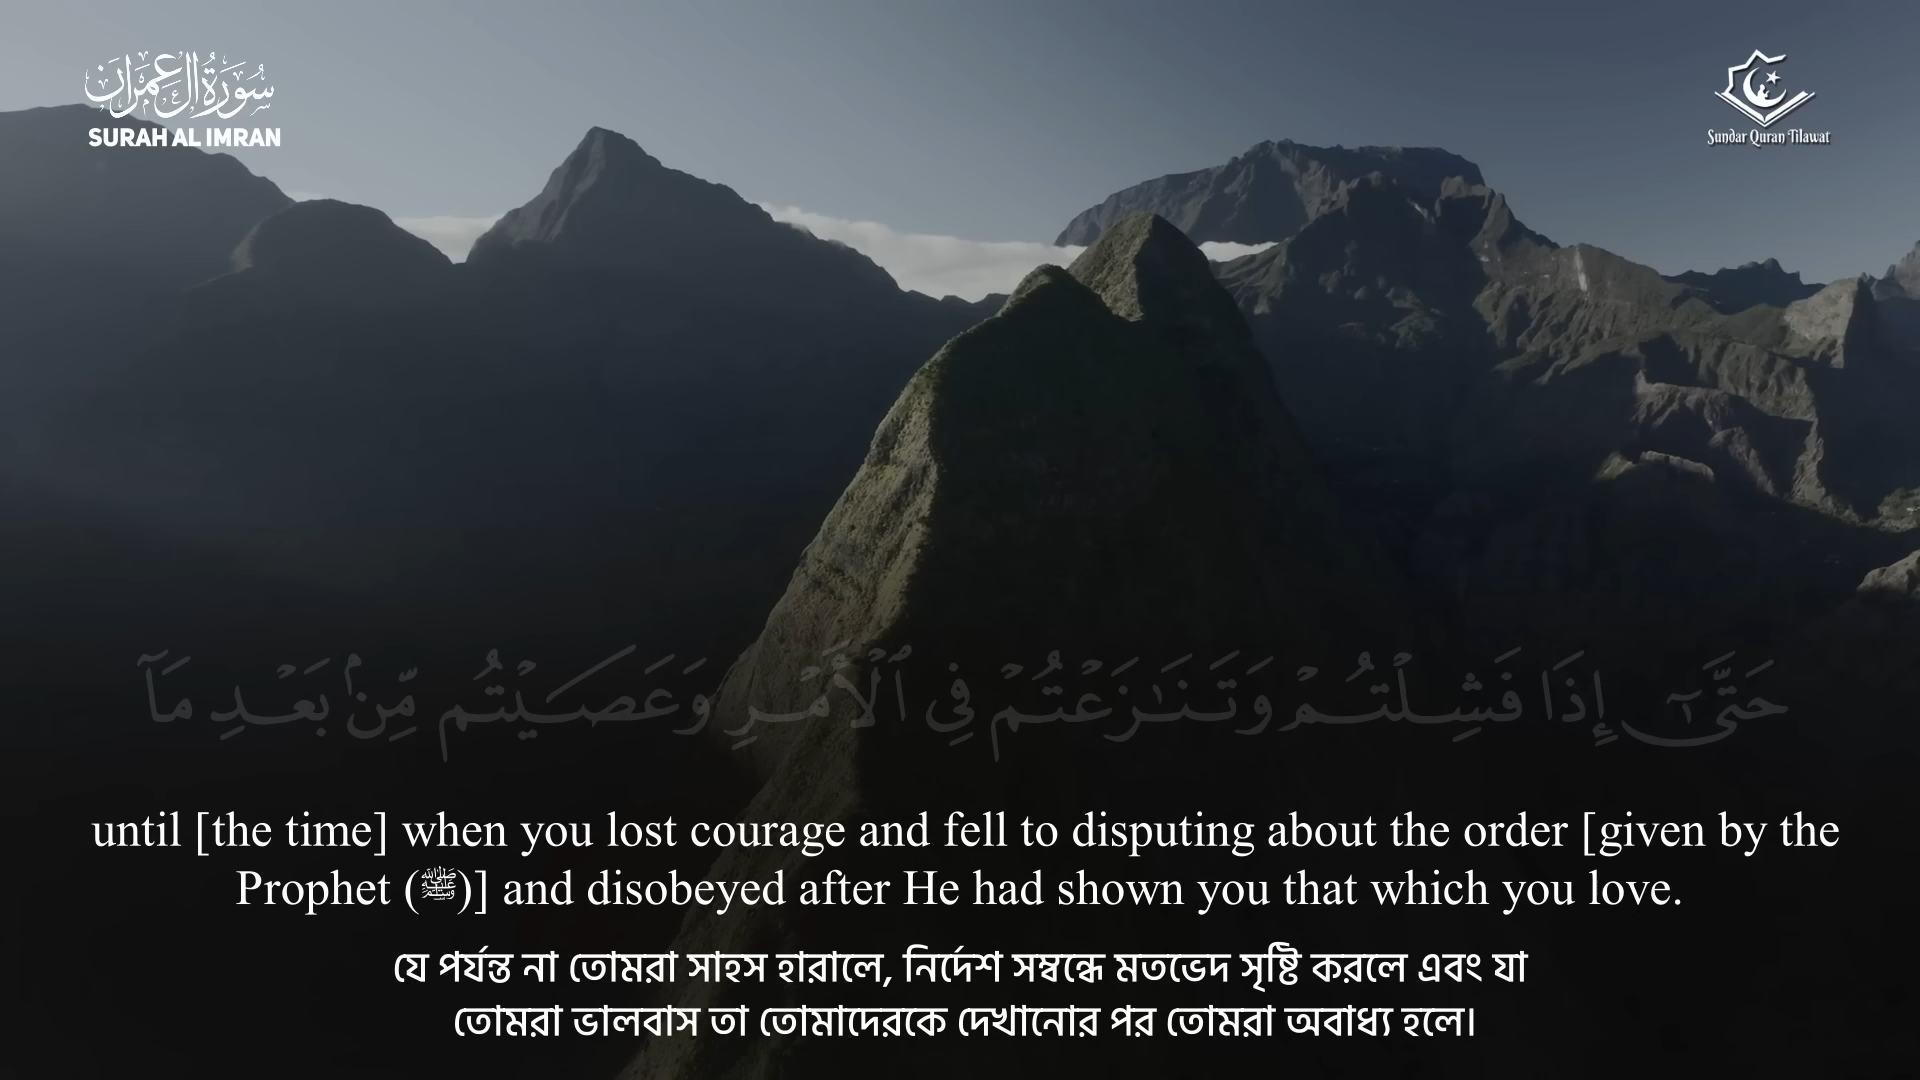 سُورَةُ اٰل عِمرَان
SURAH AL IMRAN
Sundar Quran Tilawat
حَتَّىٰٓ إِذَا فَشِلْتُمْ وَتَنَـٰزَعْتُمْ فِى ٱلْأَمْرِ وَعَصَيْتُم مِّنۢ بَعْدِ مَآ
until [the time] when you lost courage and fell to disputing about the order [given by the
Prophet (ﷺ)] and disobeyed after He had shown you that which you love.
যে পর্যন্ত না তোমরা সাহস হারালে, নির্দেশ সম্বন্ধে মতভেদ সৃষ্টি করলে এবং যা
তোমরা ভালবাস তা তোমাদেরকে দেখানোর পর তোমরা অবাধ্য হলে।